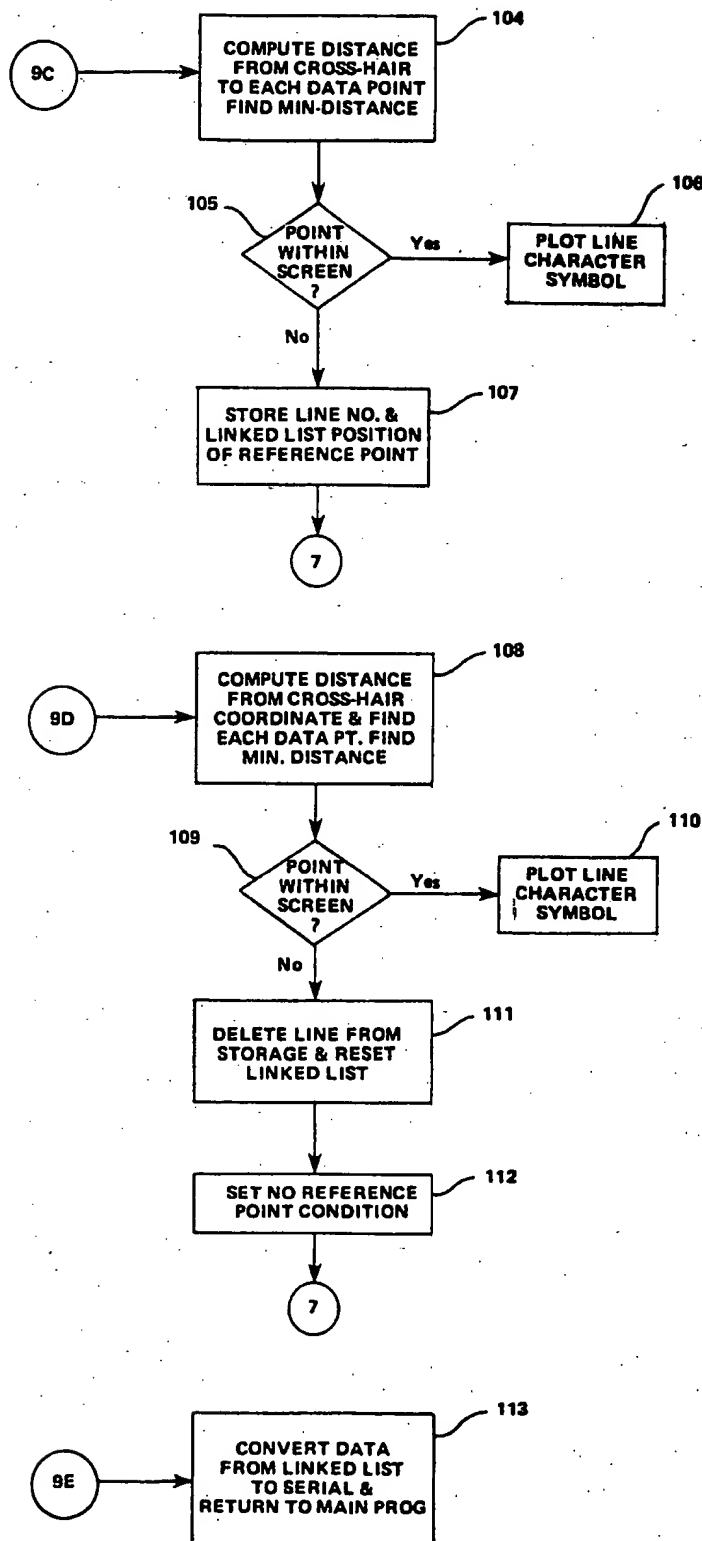 104
9C
COMPUTE DISTANCE
FROM CROSS-HAIR
TO EACH DATA POINT
FIND MIN-DISTANCE
105
POINT
WITHIN
SCREEN
?
Yes
106
PLOT LINE
CHARACTER
SYMBOL
No
107
STORE LINE NO. &
LINKED LIST POSITION
OF REFERENCE POINT
7
108
9D
COMPUTE DISTANCE
FROM CROSS-HAIR
COORDINATE & FIND
EACH DATA PT. FIND
MIN. DISTANCE
109
POINT
WITHIN
SCREEN
?
Yes
110
PLOT LINE
CHARACTER
SYMBOL
No
111
DELETE LINE FROM
STORAGE & RESET
LINKED LIST
112
SET NO REFERENCE
POINT CONDITION
7
113
9E
CONVERT DATA
FROM LINKED LIST
TO SERIAL &
RETURN TO MAIN PROG